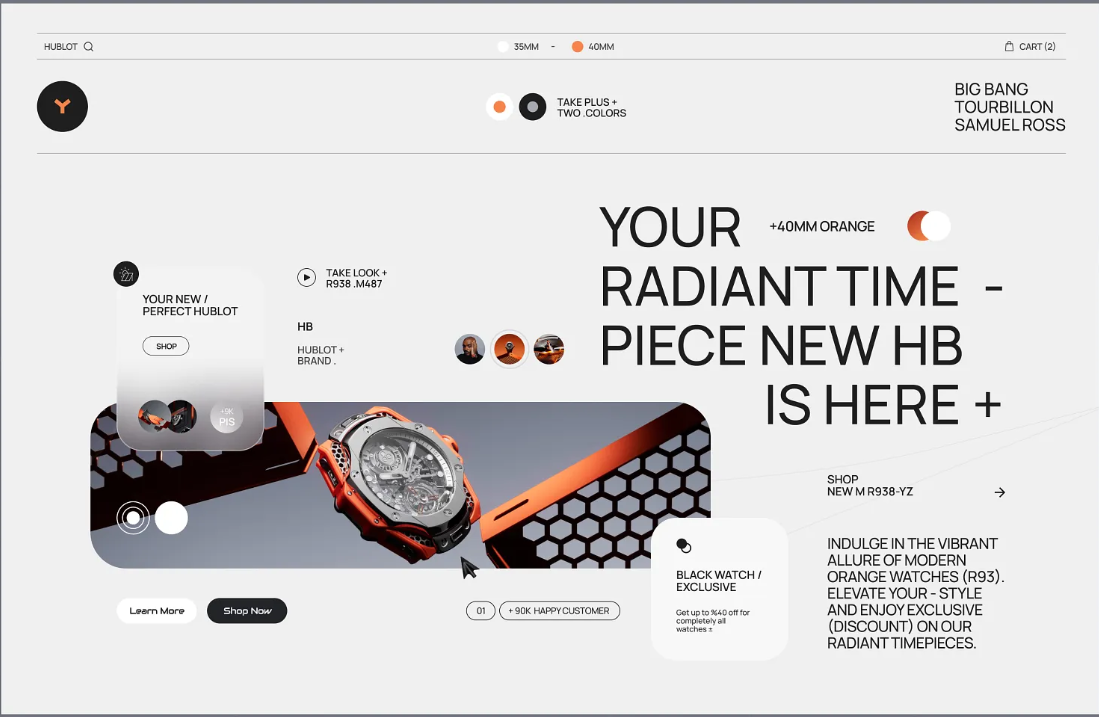 HUBLOT
35MM - 40MM
CART (2)
Y
TAKE PLUS +
TWO .COLORS
BIG BANG
TOURBILLON
SAMUEL ROSS
YOUR
+40MM ORANGE
RADIANT TIME -
PIECE NEW HB
IS HERE +
YOUR NEW /
PERFECT HUBLOT
SHOP
+9K
PIS
TAKE LOOK +
R938 .M487
HB
HUBLOT +
BRAND .
SHOP
NEW M R938-YZ
INDULGE IN THE VIBRANT
ALLURE OF MODERN
ORANGE WATCHES (R93).
ELEVATE YOUR - STYLE
AND ENJOY EXCLUSIVE
(DISCOUNT) ON OUR
RADIANT TIMEPIECES.
BLACK WATCH /
EXCLUSIVE
Get up to %40 off for
completely all
watches ±
Learn More
Shop Now
01
+ 90K HAPPY CUSTOMER